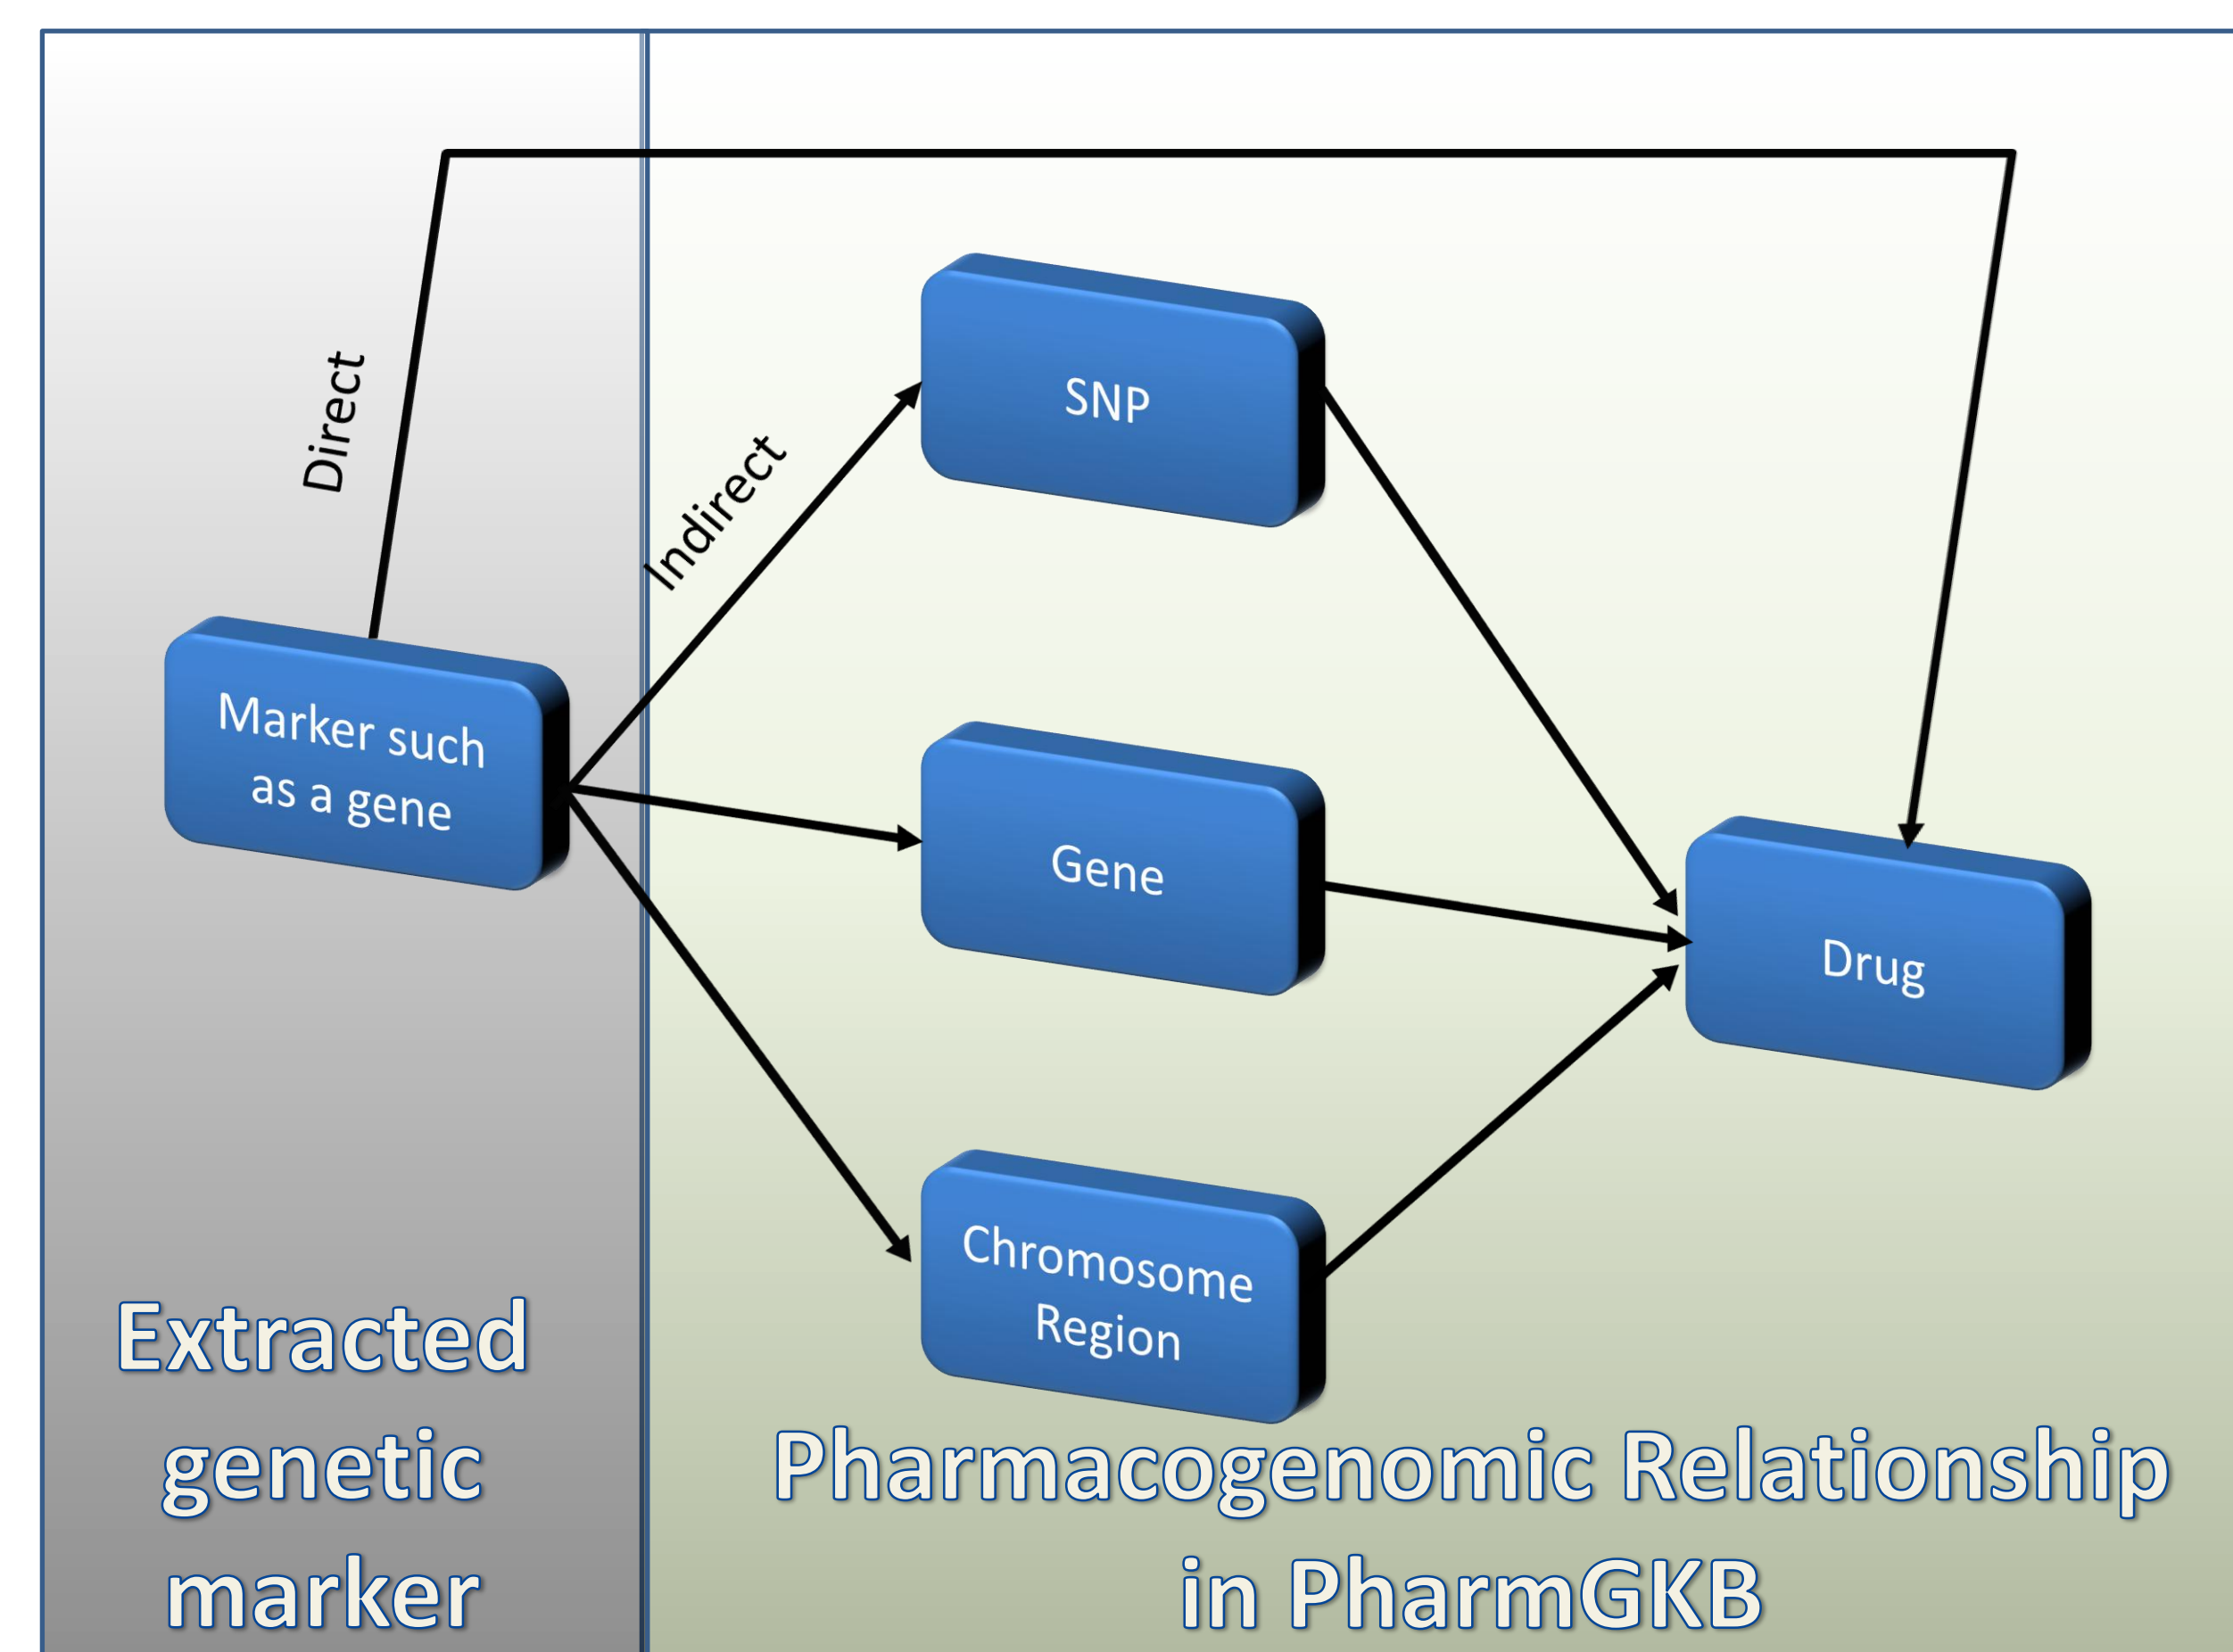 Direct
Indirect
SNP
Marker such
as a gene
Gene
Drug
Chromosome
Region
Extracted
genetic
marker
Pharmacogenomic Relationship
in PharmGKB